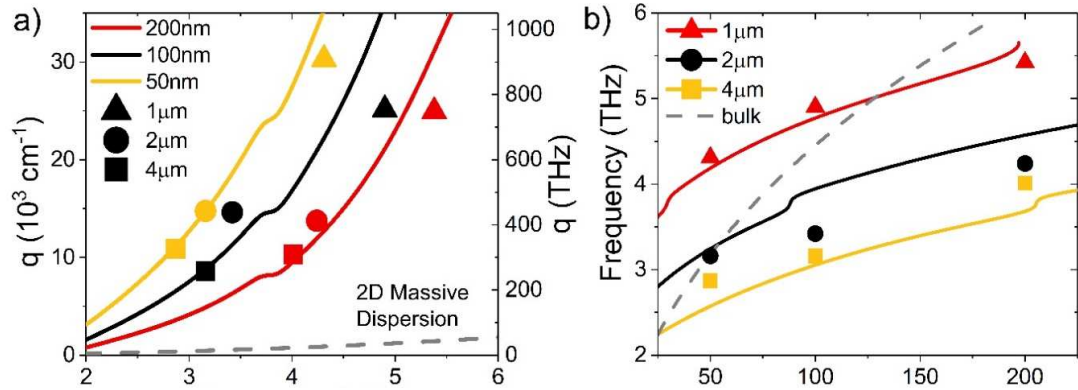 a)
200nm
100nm
50nm
1μm
2μm
4μm
2D Massive
Dispersion
q (10³ cm⁻¹)
0
10
20
30
2
3
4
5
6
q (THz)
0
200
400
600
800
1000
b)
1μm
2μm
4μm
bulk
Frequency (THz)
2
3
4
5
6
50
100
150
200